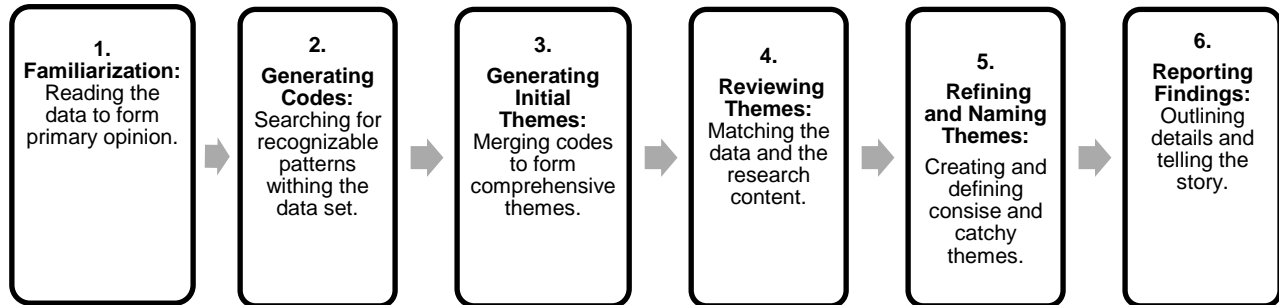 1.
Familiarization:
Reading the
data to form
primary opinion.
2.
Generating
Codes:
Searching for
recognizable
patterns
withing the
data set.
3.
Generating
Initial
Themes:
Merging codes
to form
comprehensive
themes.
4.
Reviewing
Themes:
Matching the
data and the
research
content.
5.
Refining
and Naming
Themes:
Creating and
defining
consise and
catchy
themes.
6.
Reporting
Findings:
Outlining
details and
telling the
story.